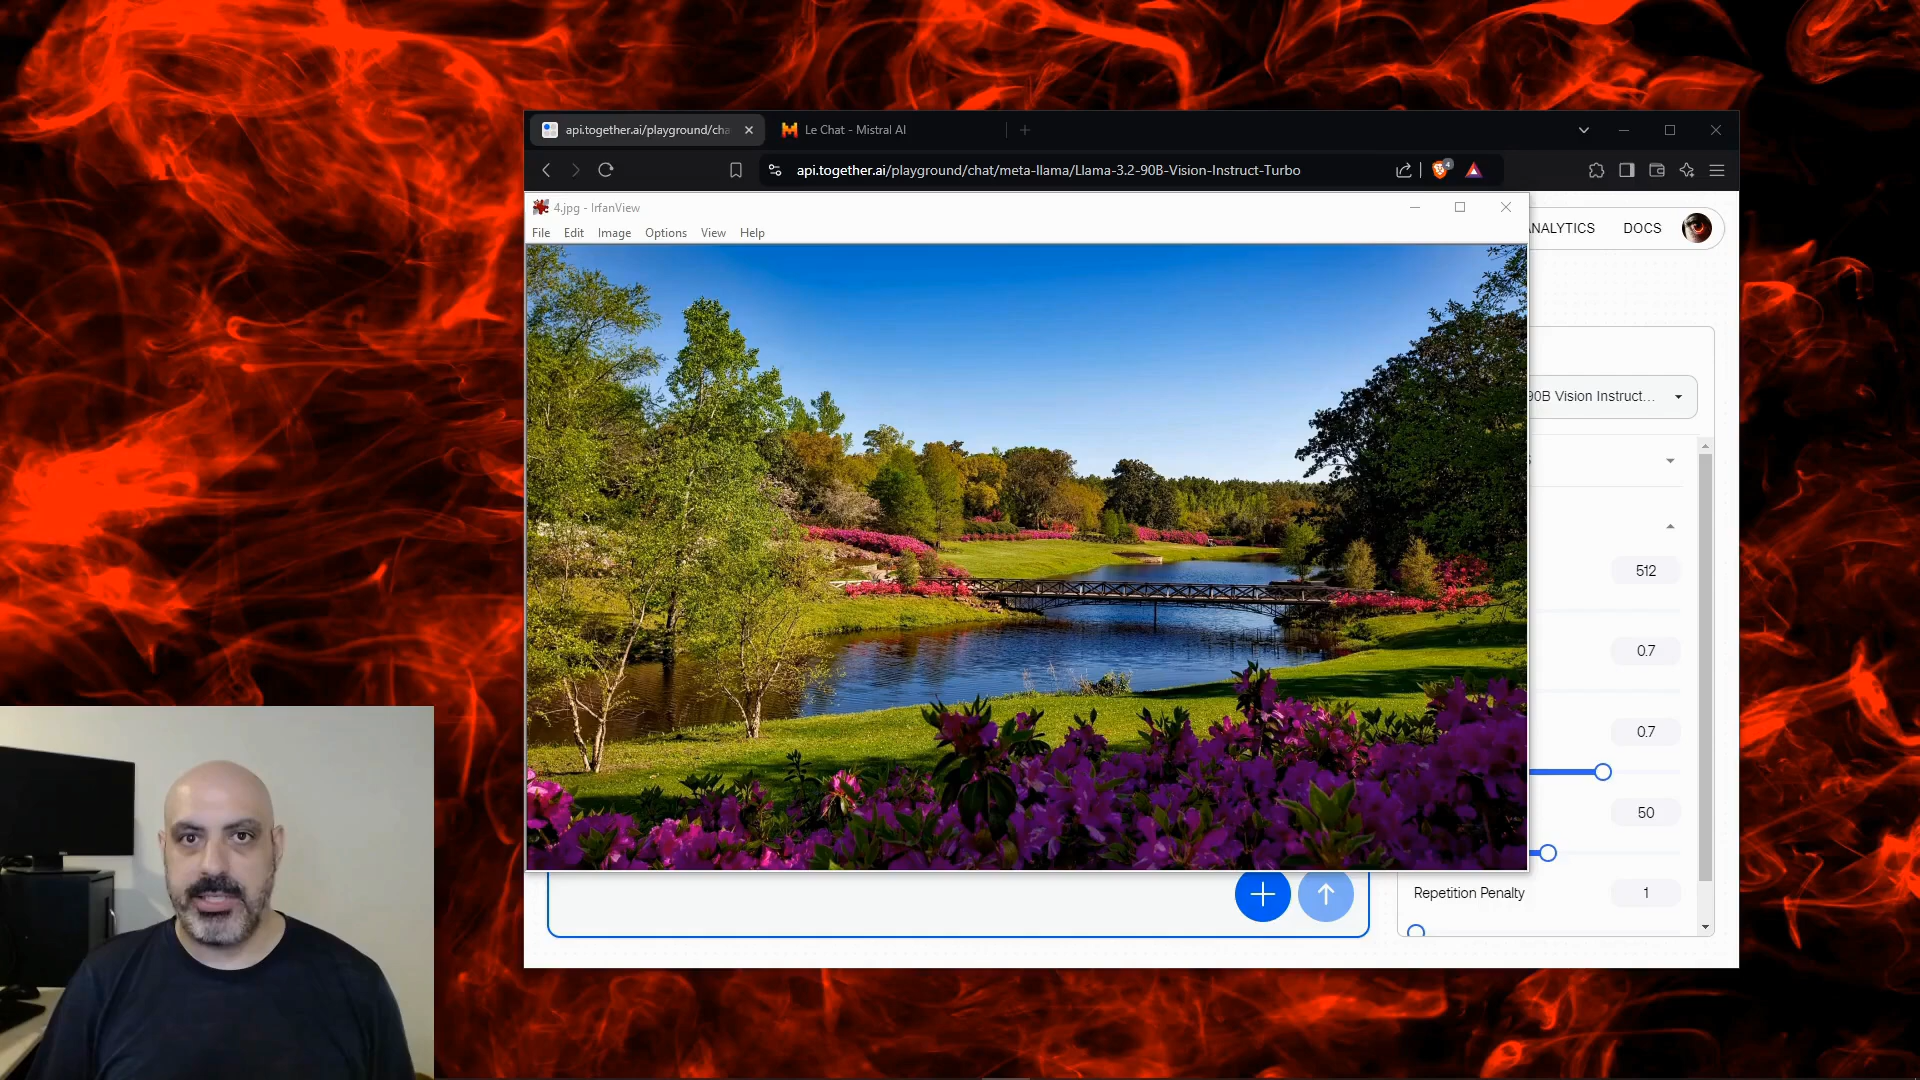 api.together.ai/playground/cha
Le Chat - Mistral AI
api.together.ai/playground/chat/meta-llama/Llama-3.2-90B-Vision-Instruct-Turbo
4
4.jpg - IrfanView
File Edit Image Options View Help
NALYTICS DOCS
90B Vision Instruct...
512
0.7
0.7
50
Repetition Penalty 1